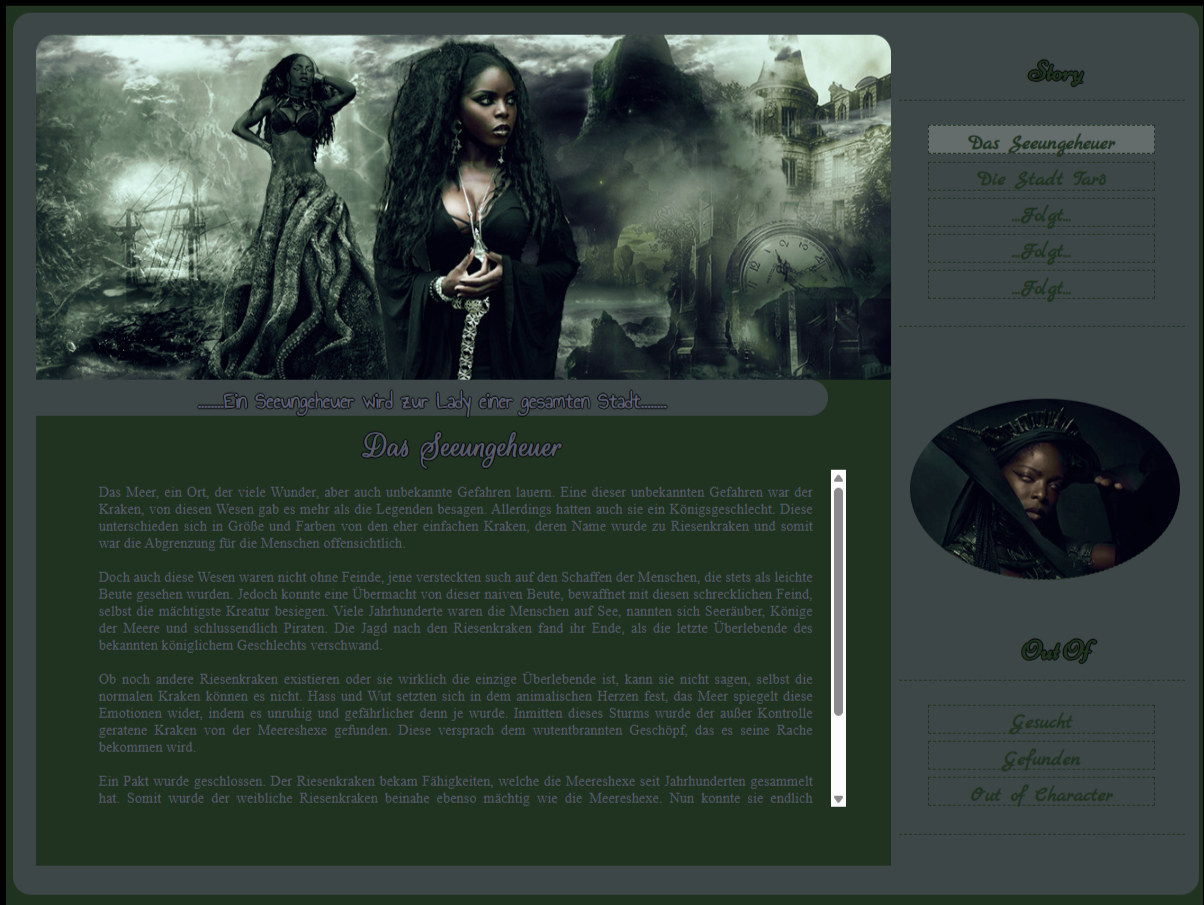 Story
Das Seeungeheuer
Die Stadt Tarô
...Folgt...
...Folgt...
...Folgt...
........Ein Seeungeheuer wird zur Lady einer gesamten Stadt........
Das Seeungeheuer
Das Meer, ein Ort, der viele Wunder, aber auch unbekannte Gefahren lauern. Eine dieser unbekannten Gefahren war der
Kraken, von diesen Wesen gab es mehr als die Legenden besagen. Allerdings hatten auch sie ein Königsgeschlecht. Diese
unterschieden sich in Größe und Farben von den eher einfachen Kraken, deren Name wurde zu Riesenkraken und somit
war die Abgrenzung für die Menschen offensichtlich.
Doch auch diese Wesen waren nicht ohne Feinde, jene versteckten such auf den Schaffen der Menschen, die stets als leichte
Beute gesehen wurden. Jedoch konnte eine Übermacht von dieser naiven Beute, bewaffnet mit diesen schrecklichen Feind,
selbst die mächtigste Kreatur besiegen. Viele Jahrhunderte waren die Menschen auf See, nannten sich Seeräuber, Könige
der Meere und schlussendlich Piraten. Die Jagd nach den Riesenkraken fand ihr Ende, als die letzte Überlebende des
bekannten königlichem Geschlechts verschwand.
Ob noch andere Riesenkraken existieren oder sie wirklich die einzige Überlebende ist, kann sie nicht sagen, selbst die
normalen Kraken können es nicht. Hass und Wut setzten sich in dem animalischen Herzen fest, das Meer spiegelt diese
Emotionen wider, indem es unruhig und gefährlicher denn je wurde. Inmitten dieses Sturms wurde der außer Kontrolle
geratene Kraken von der Meereshexe gefunden. Diese versprach dem wutentbrannten Geschöpf, das es seine Rache
bekommen wird.
Ein Pakt wurde geschlossen. Der Riesenkraken bekam Fähigkeiten, welche die Meereshexe seit Jahrhunderten gesammelt
hat. Somit wurde der weibliche Riesenkraken beinahe ebenso mächtig wie die Meereshexe. Nun konnte sie endlich
Out Of
Gesucht
Gefunden
Out of Character